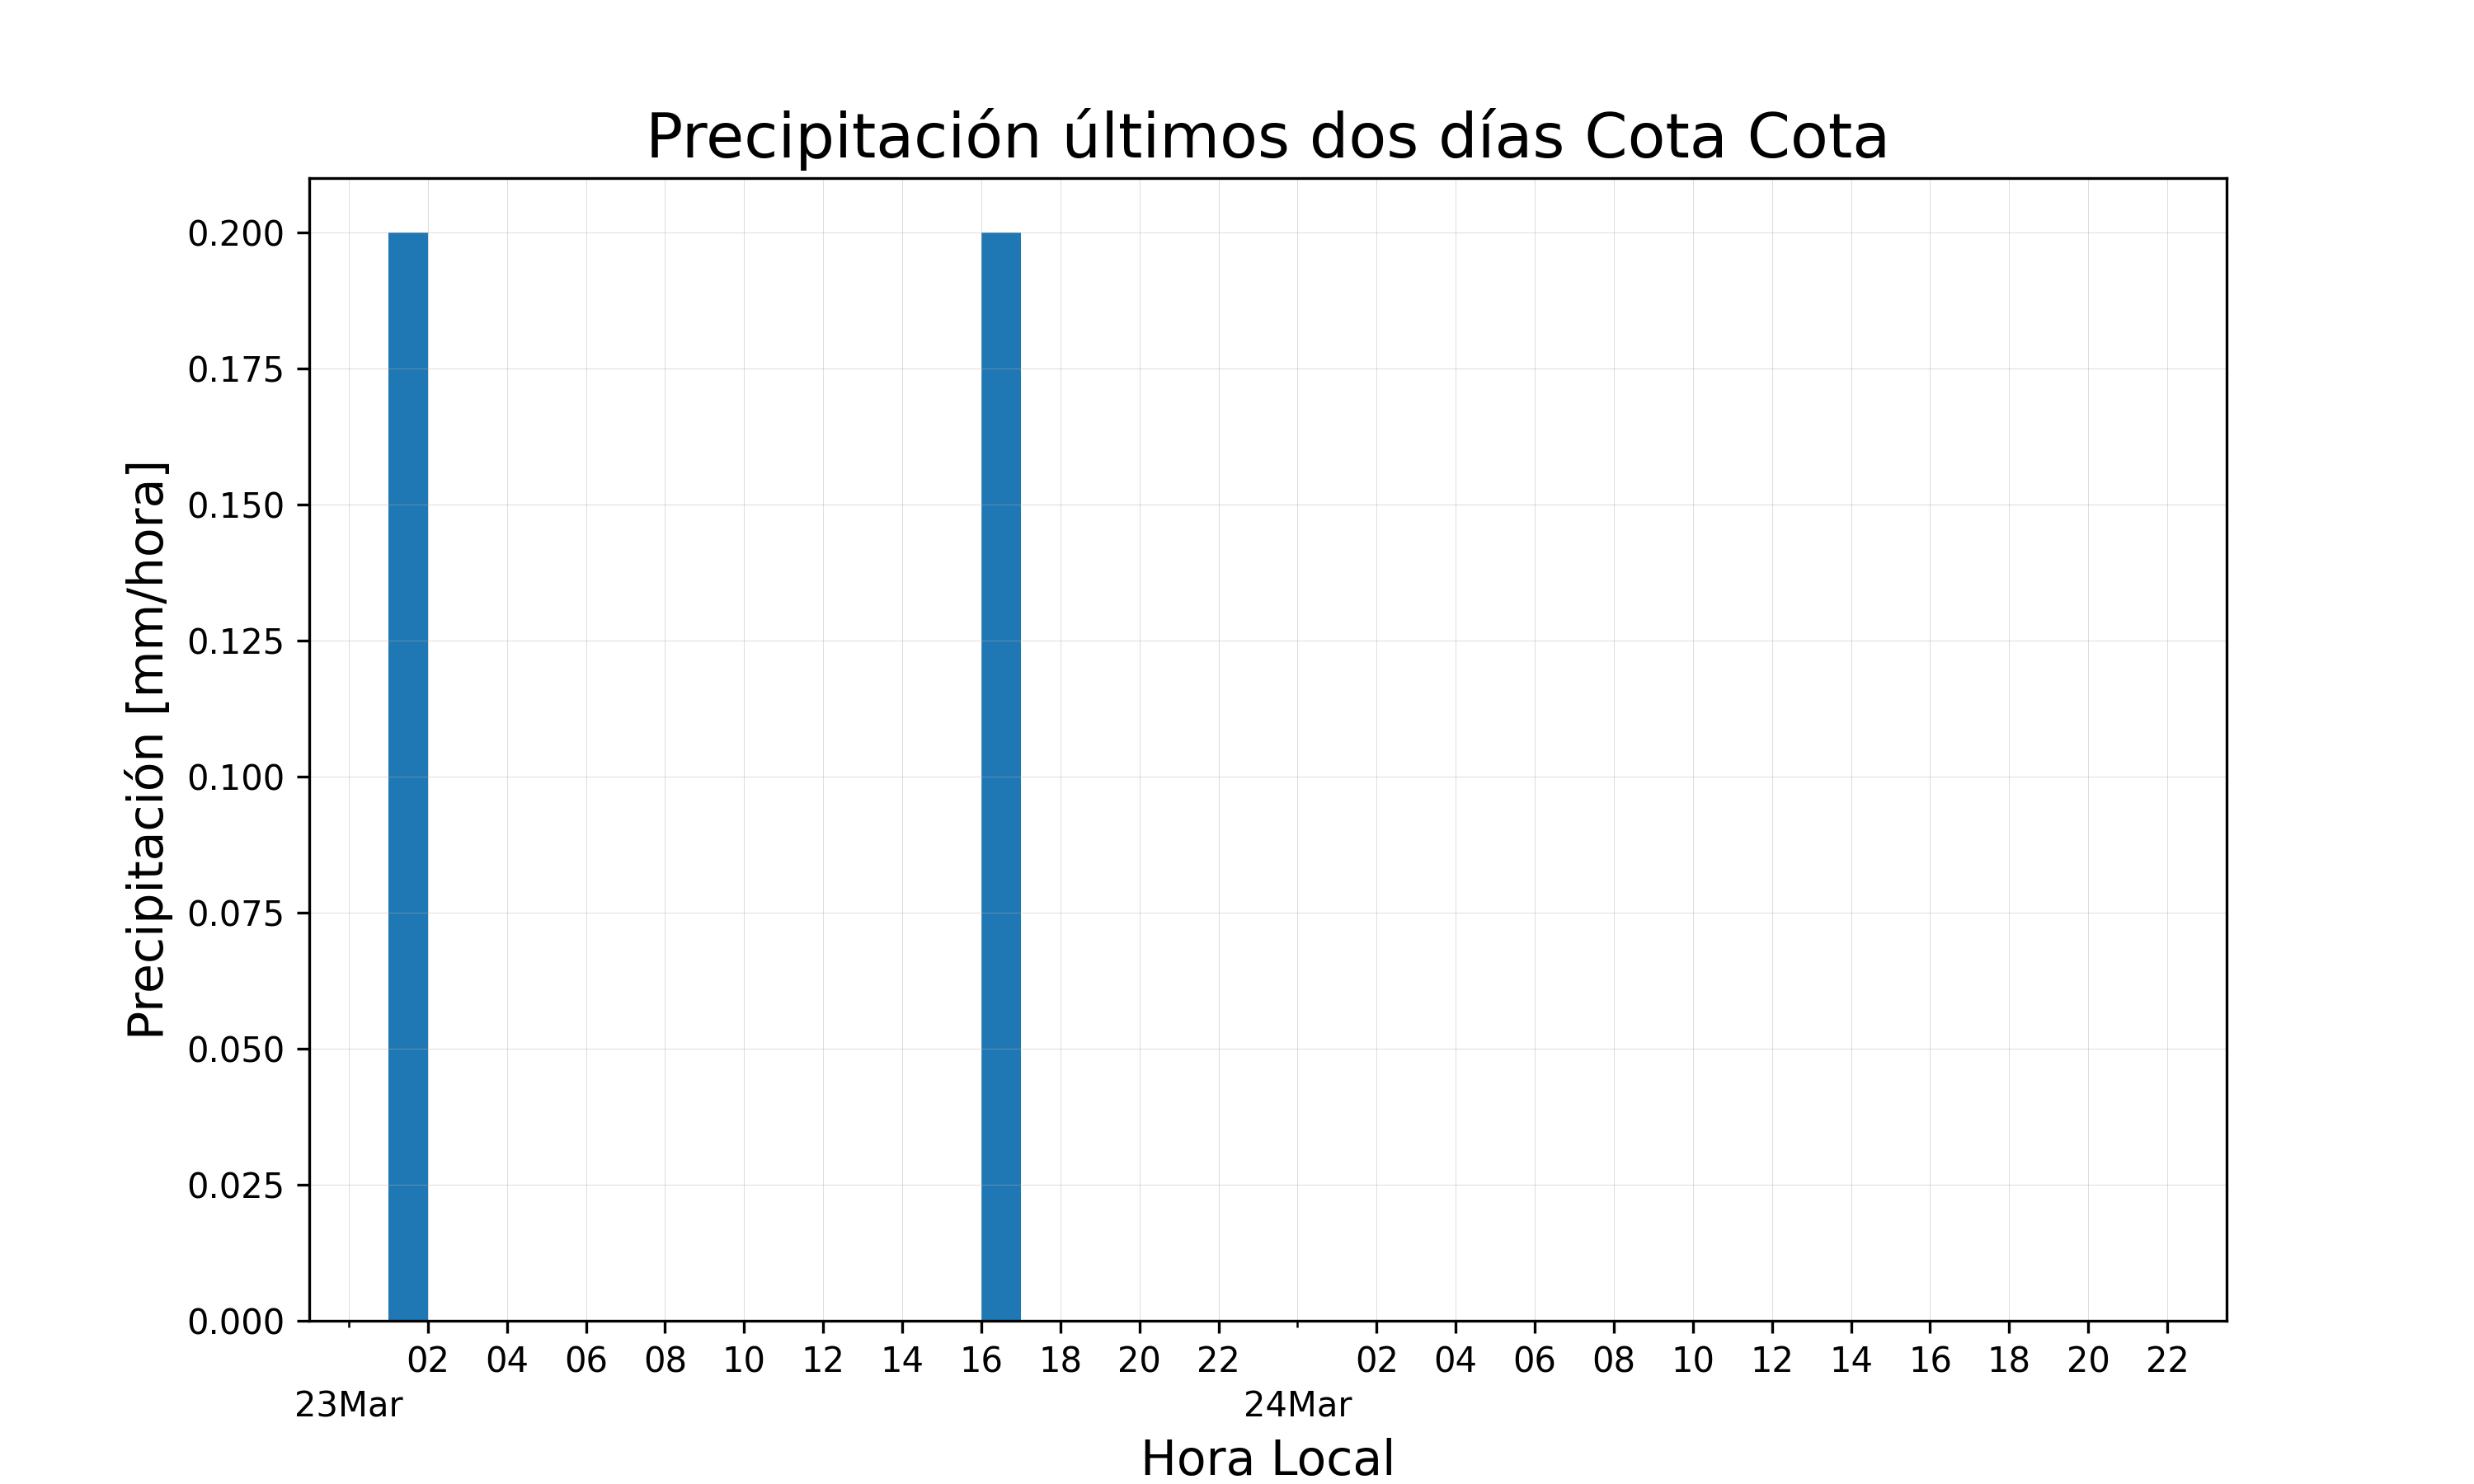 Precipitación últimos dos días Cota Cota
Precipitación [mm/hora]
0.200
0.175
0.150
0.125
0.100
0.075
0.050
0.025
0.000
02 04 06 08 10 12 14 16 18 20 22 02 04 06 08 10 12 14 16 18 20 22
23Mar 24Mar
Hora Local